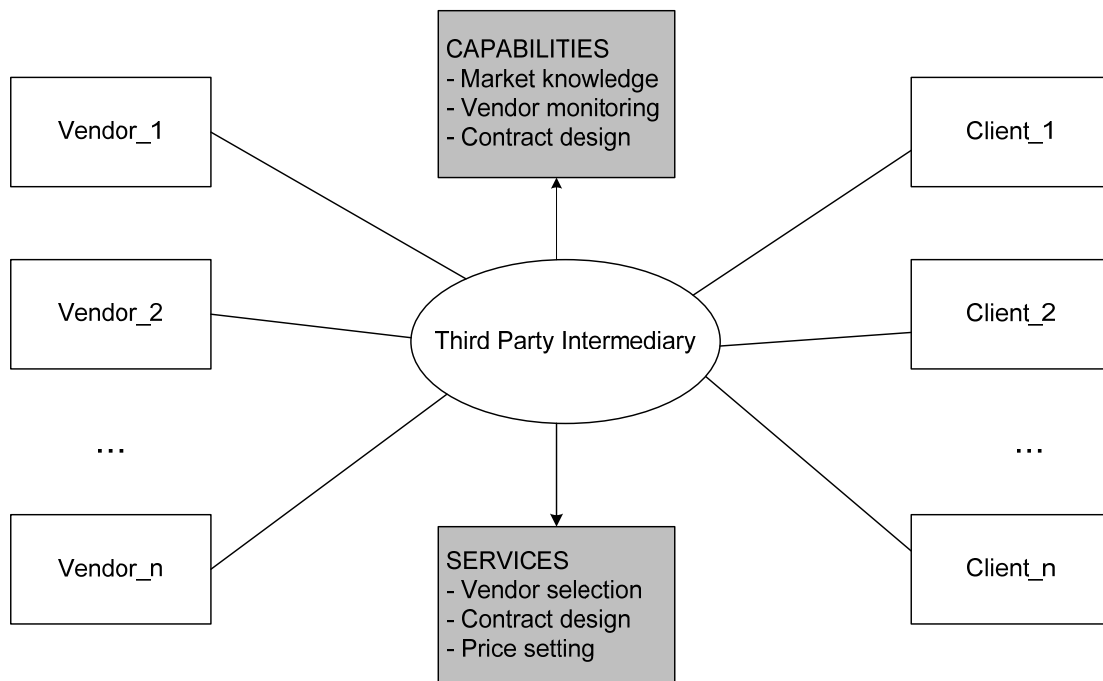 CAPABILITIES
- Market knowledge
- Vendor monitoring
- Contract design
Vendor_1
Client_1
Vendor_2
Third Party Intermediary
Client_2
...
...
Vendor_n
SERVICES
- Vendor selection
- Contract design
- Price setting
Client_n